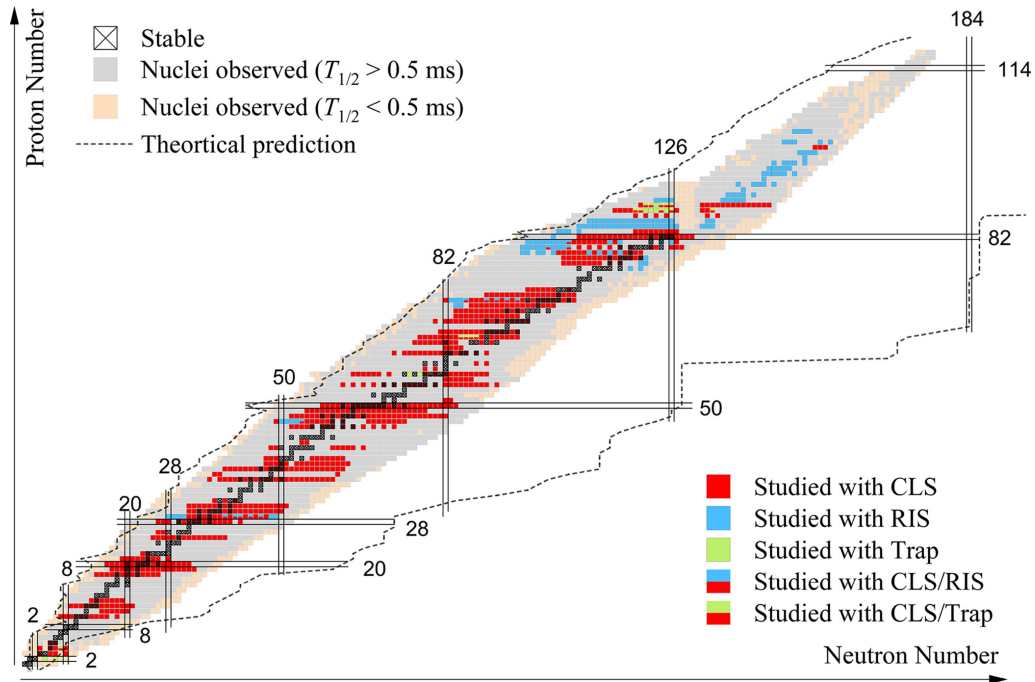 Proton Number
Stable
Nuclei observed (T1/2 > 0.5 ms)
Nuclei observed (T1/2 < 0.5 ms)
Theortical prediction
184
114
126
82
82
50
50
28
28
20
20
8
8
2
2
Studied with CLS
Studied with RIS
Studied with Trap
Studied with CLS/RIS
Studied with CLS/Trap
Neutron Number